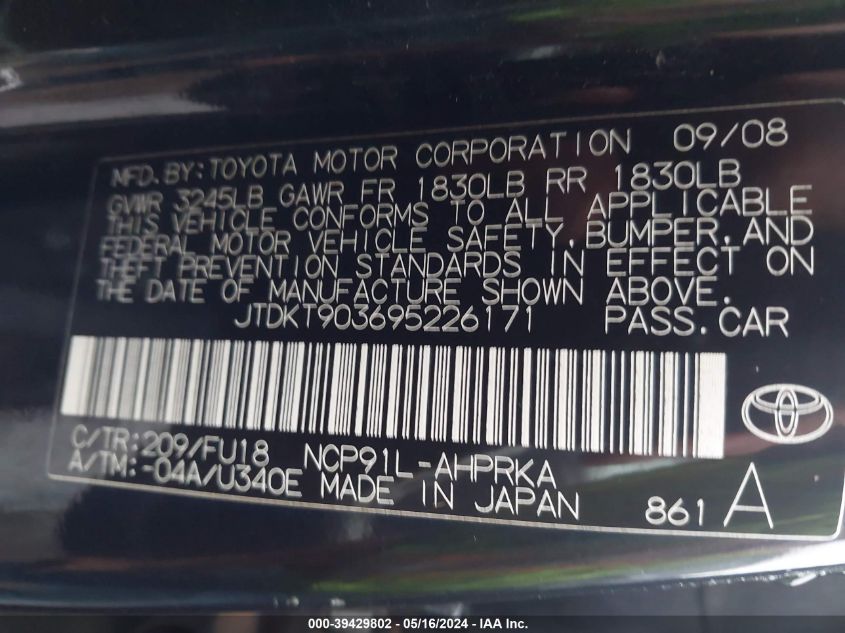 MFD. BY: TOYOTA MOTOR CORPORATION 09/08
GVWR 3245LB GAWR FR 1830LB RR 1830LB
THIS VEHICLE CONFORMS TO ALL APPLICABLE
FEDERAL MOTOR VEHICLE SAFETY, BUMPER, AND
THEFT PREVENTION STANDARDS IN EFFECT ON
THE DATE OF MANUFACTURE SHOWN ABOVE.
JTDKT903695226171 PASS. CAR
C/TR: 209/FU18 NCP91L-AHPRKA
A/TM: -04A/U340E MADE IN JAPAN 861 A
000-39429802 - 05/16/2024 - IAA Inc.